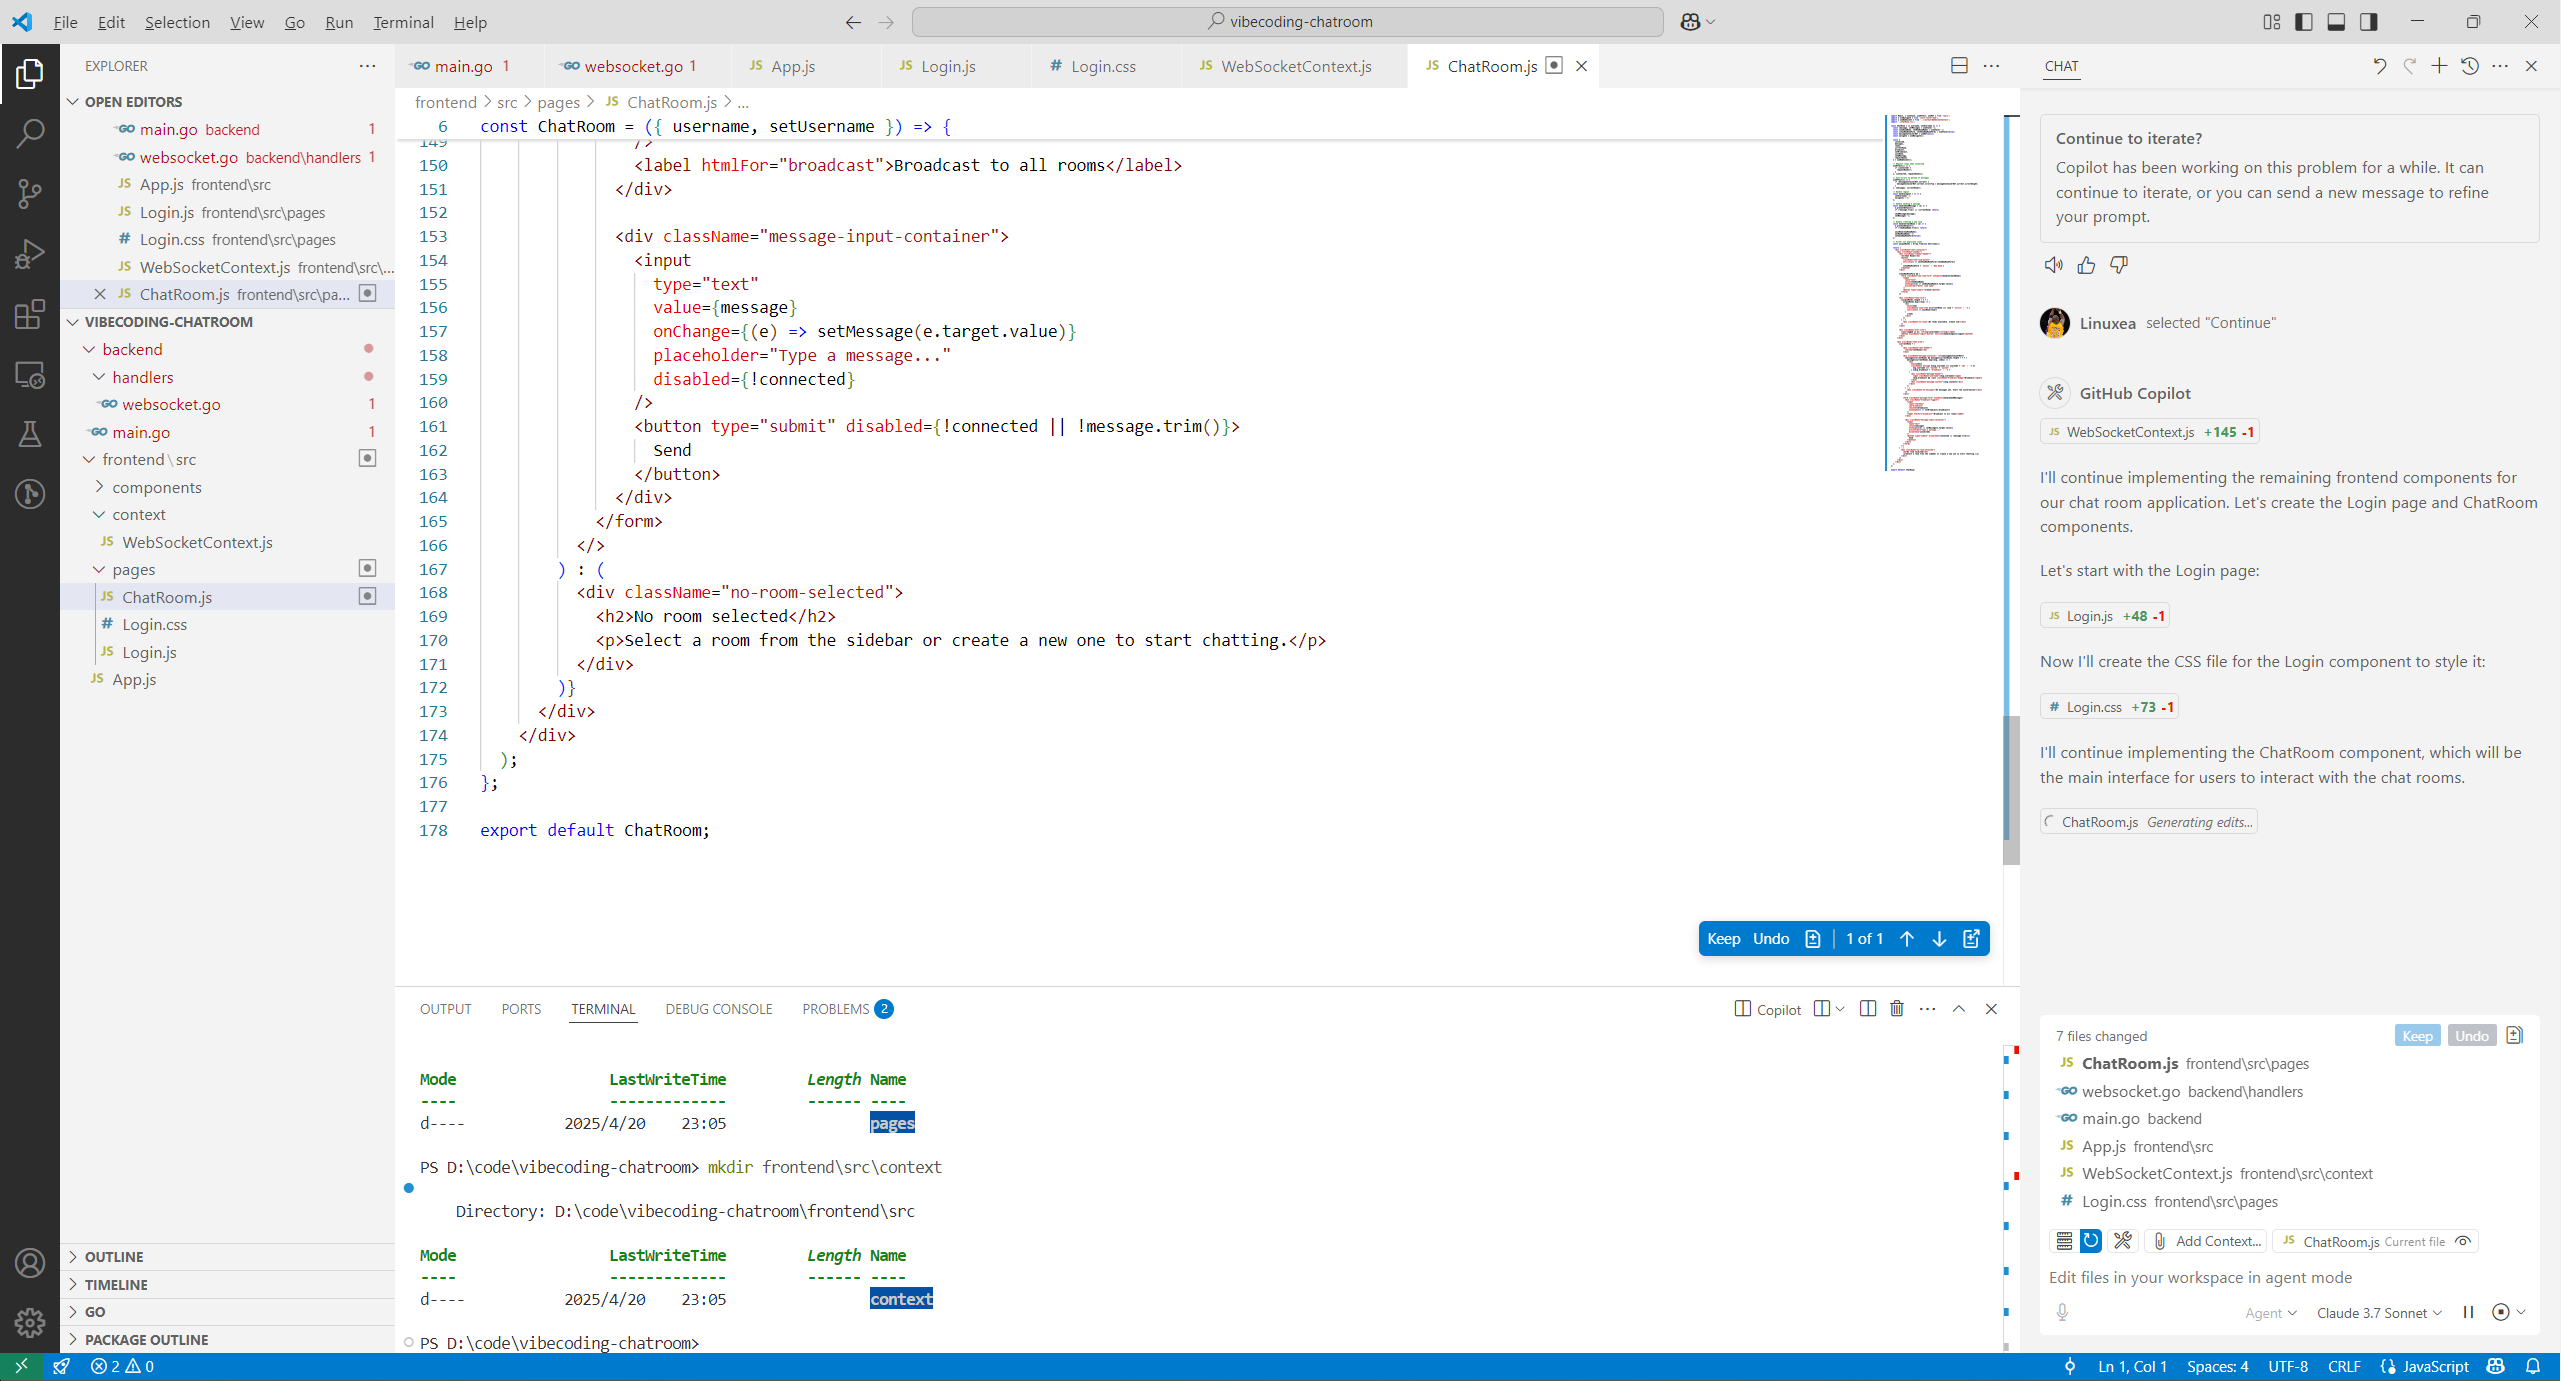 File Edit Selection View Go Run Terminal Help
vibecoding-chatroom
EXPLORER
OPEN EDITORS
main.go backend 1
websocket.go backend\handlers 1
App.js frontend\src
Login.js frontend\src\pages
Login.css frontend\src\pages
WebSocketContext.js frontend\src\...
ChatRoom.js frontend\src\pa...
VIBECODING-CHATROOM
backend
handlers
websocket.go 1
main.go 1
frontend\src
components
context
WebSocketContext.js
pages
ChatRoom.js
Login.css
Login.js
App.js
OUTLINE
TIMELINE
GO
PACKAGE OUTLINE
main.go 1 websocket.go 1 App.js Login.js Login.css WebSocketContext.js ChatRoom.js
frontend > src > pages > ChatRoom.js > ...
6 const ChatRoom = ({ username, setUsername }) => {
149 />
150 <label htmlFor="broadcast">Broadcast to all rooms</label>
151 </div>
152
153 <div className="message-input-container">
154 <input
155 type="text"
156 value={message}
157 onChange={(e) => setMessage(e.target.value)}
158 placeholder="Type a message..."
159 disabled={!connected}
160 />
161 <button type="submit" disabled={!connected || !message.trim()}>
162 Send
163 </button>
164 </div>
165 </form>
166 </>
167 ) : (
168 <div className="no-room-selected">
169 <h2>No room selected</h2>
170 <p>Select a room from the sidebar or create a new one to start chatting.</p>
171 </div>
172 )}
173 </div>
174 </div>
175 );
176 };
177
178 export default ChatRoom;
Keep Undo 1 of 1
OUTPUT PORTS TERMINAL DEBUG CONSOLE PROBLEMS 2
Copilot
Mode LastWriteTime Length Name
---- ------------- ------ ----
d---- 2025/4/20 23:05 pages
PS D:\code\vibecoding-chatroom> mkdir frontend\src\context
Directory: D:\code\vibecoding-chatroom\frontend\src
Mode LastWriteTime Length Name
---- ------------- ------ ----
d---- 2025/4/20 23:05 context
PS D:\code\vibecoding-chatroom>
CHAT
Continue to iterate?
Copilot has been working on this problem for a while. It can
continue to iterate, or you can send a new message to refine
your prompt.
Linuxea selected "Continue"
GitHub Copilot
WebSocketContext.js +145 -1
I'll continue implementing the remaining frontend components for
our chat room application. Let's create the Login page and ChatRoom
components.
Let's start with the Login page:
Login.js +48 -1
Now I'll create the CSS file for the Login component to style it:
Login.css +73 -1
I'll continue implementing the ChatRoom component, which will be
the main interface for users to interact with the chat rooms.
ChatRoom.js Generating edits...
7 files changed Keep Undo
ChatRoom.js frontend\src\pages
websocket.go backend\handlers
main.go backend
App.js frontend\src
WebSocketContext.js frontend\src\context
Login.css frontend\src\pages
Add Context... ChatRoom.js Current file
Edit files in your workspace in agent mode
Agent Claude 3.7 Sonnet
2 0 Ln 1, Col 1 Spaces: 4 UTF-8 CRLF JavaScript